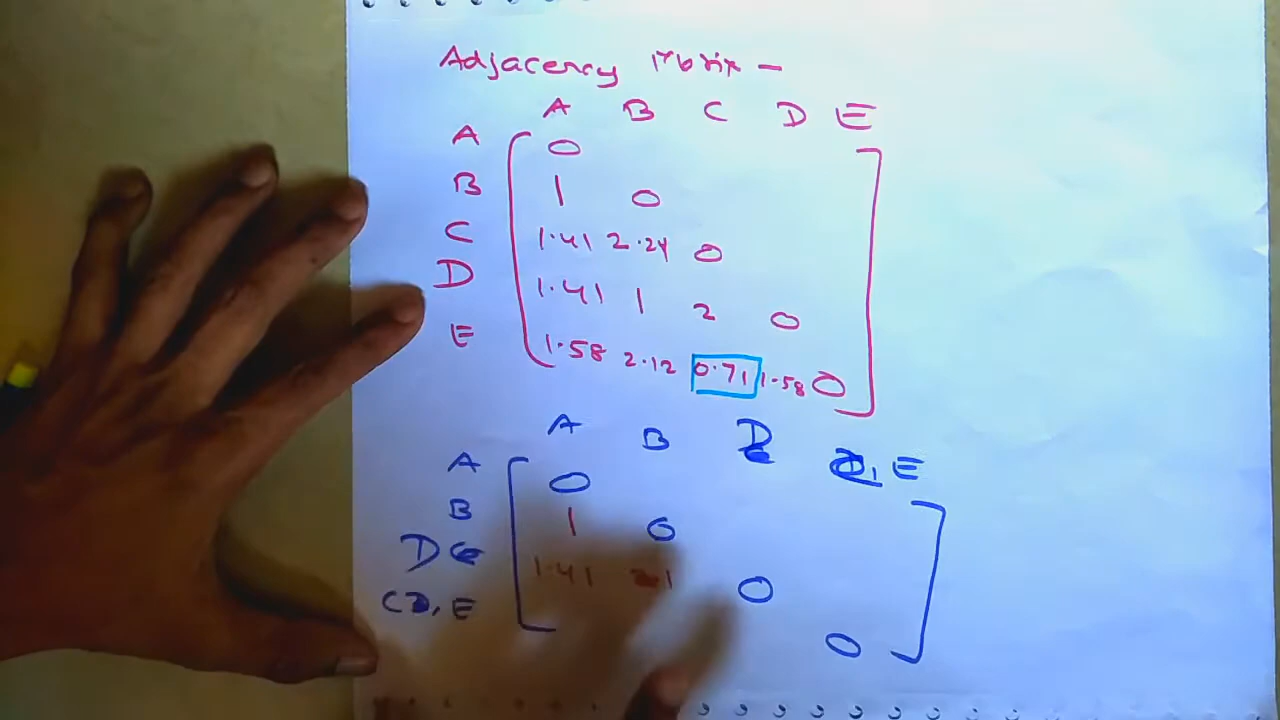 Adjacency
A B C D E
A 0
B 1 0
C 1.41 2.24 0
D 1.41 1 2 0
E 1.58 2.12 0.71 1.58 0
A B D , E
A 0
B 1 0
D 1.41 1 0
C , E 0